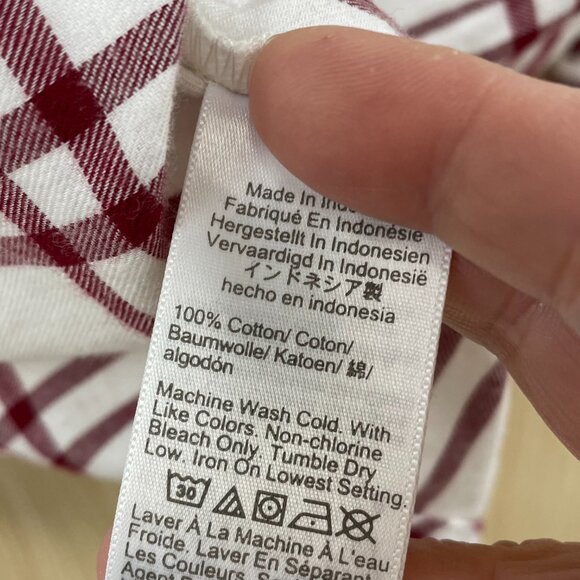 Made In
Fabriqué En Indonésie
Hergestellt In Indonesien
Vervaardigd In Indonesië
インドネシア製
hecho en indonesia
100% Cotton/ Coton/
Baumwolle/ Katoen/ 綿/
algodón
Machine Wash Cold. With
Like Colors. Non-chlorine
Bleach Only. Tumble Dry
Low. Iron On Lowest Setting.
30
Laver À La Machine À L'eau
Froide. Laver En Séparant
Les Couleurs.
Agent